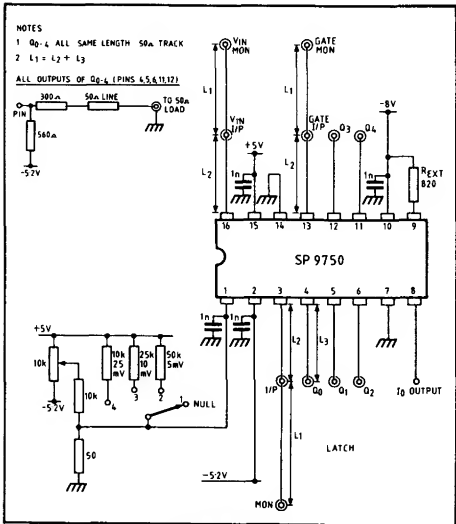 NOTES
1 Q0-4 ALL SAME LENGTH 50Ω TRACK
2 L1 = L2 + L3
ALL OUTPUTS OF Q0-4 (PINS 4,5,6,11,12)
300Ω 50Ω LINE TO 50Ω LOAD
PIN
560Ω
-5.2V
VIN MON
GATE MON
L1
L1
VIN I/P
GATE I/P
Q3
Q4
-8V
+5V
L2
L2
1n
1n
REXT 820
16 15 14 13 12 11 10 9
SP 9750
1 2 3 4 5 6 7 8
1n 1n
L2 L3
+5V
10k
10k 25 mV
25k 10 mV
50k 5mV
-5.2V
10k
4 3 2
1 NULL
50
I/P Q0 Q1 Q2
I0 OUTPUT
L1
LATCH
-5.2V
MON